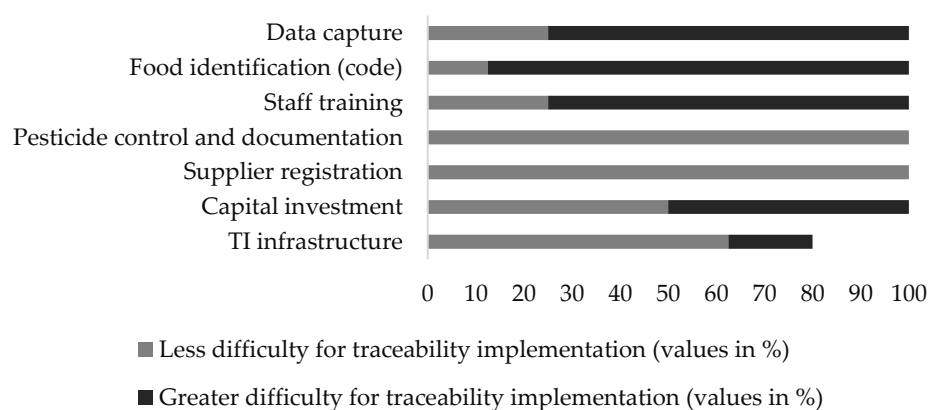 Data capture
Food identification (code)
Staff training
Pesticide control and documentation
Supplier registration
Capital investment
TI infrastructure
0 10 20 30 40 50 60 70 80 90 100
Less difficulty for traceability implementation (values in %)
Greater difficulty for traceability implementation (values in %)